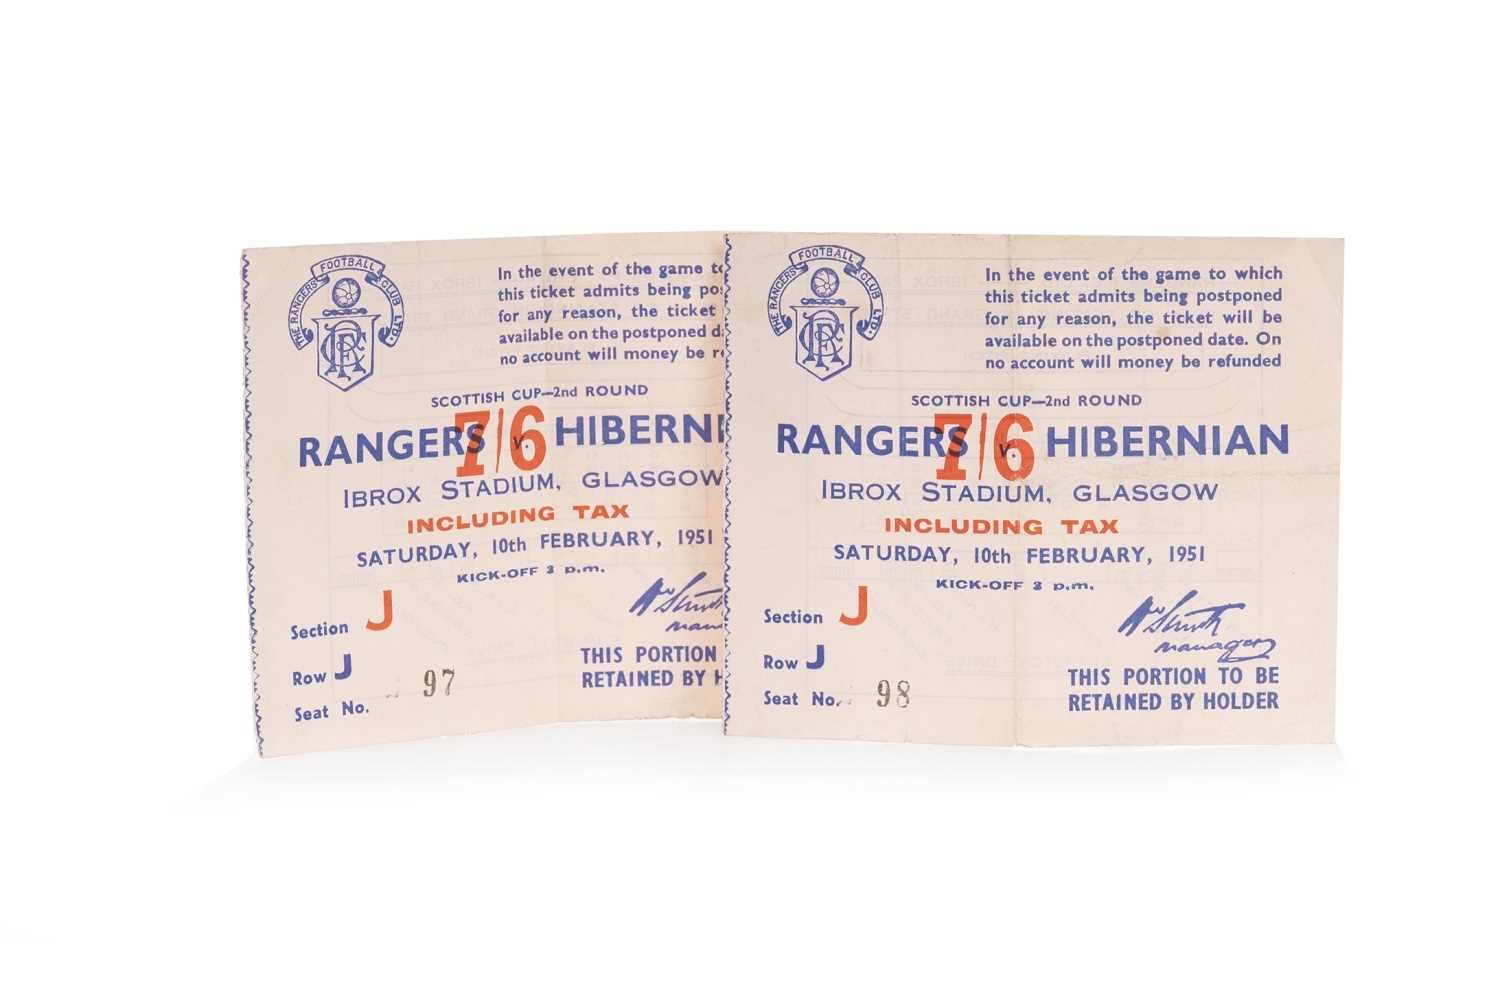 THE RANGERS FOOTBALL CLUB LTD.
In the event of the game to
this ticket admits being pos
for any reason, the ticket
available on the postponed d
no account will money be re
SCOTTISH CUP—2nd ROUND
RANGERS v. HIBERNI
7/6
IBROX STADIUM, GLASGOW
INCLUDING TAX
SATURDAY, 10th FEBRUARY, 1951
KICK-OFF 3 p.m.
Section J
Row J
Seat No. 97
W Strut
mana
THIS PORTION
RETAINED BY H
THE RANGERS FOOTBALL CLUB LTD.
In the event of the game to which
this ticket admits being postponed
for any reason, the ticket will be
available on the postponed date. On
no account will money be refunded
SCOTTISH CUP—2nd ROUND
RANGERS v. HIBERNIAN
7/6
IBROX STADIUM, GLASGOW
INCLUDING TAX
SATURDAY, 10th FEBRUARY, 1951
KICK-OFF 3 p.m.
Section J
Row J
Seat No. 98
W Struth
manager
THIS PORTION TO BE
RETAINED BY HOLDER